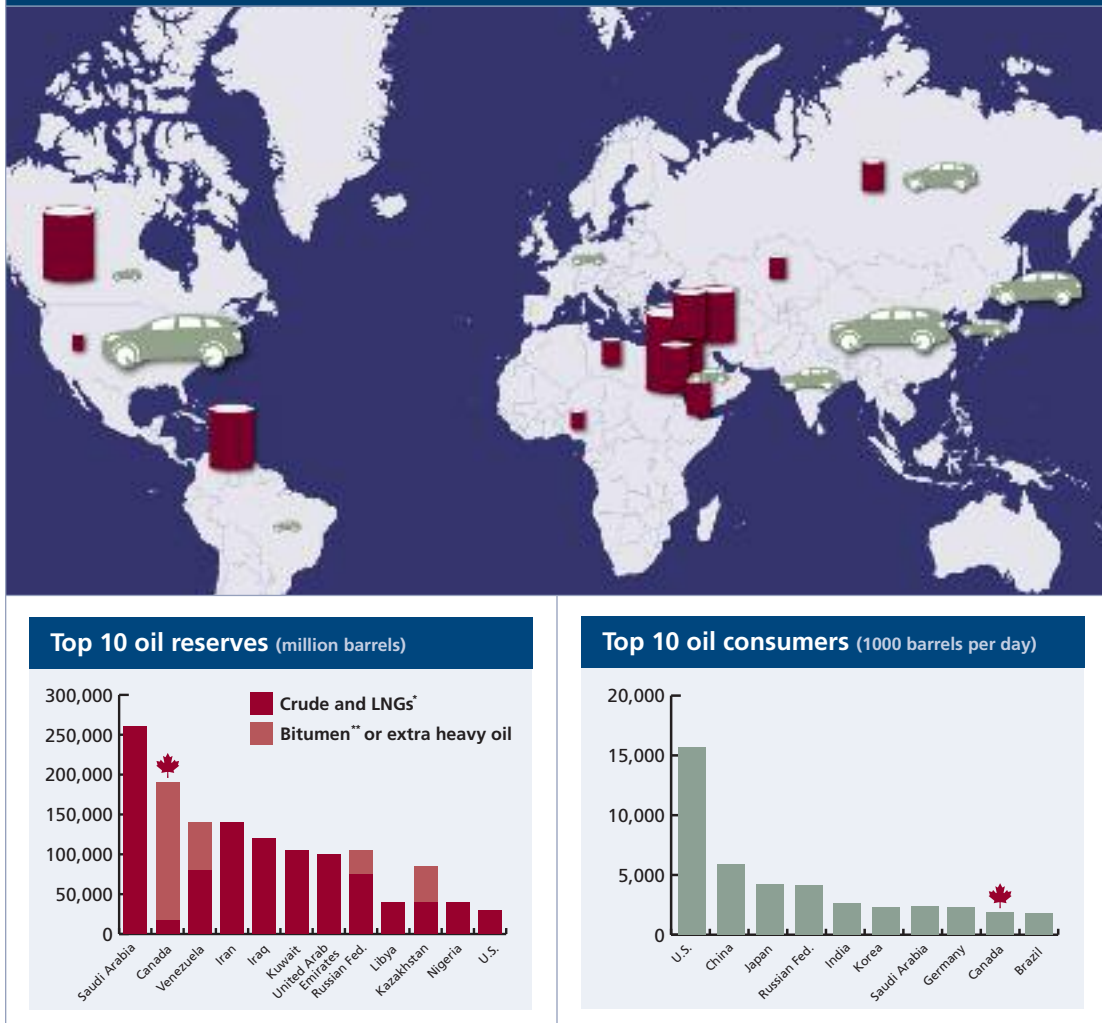 Top 10 oil reserves (million barrels)
300,000
250,000
200,000
150,000
100,000
50,000
0
Crude and LNGs*
Bitumen** or extra heavy oil
Saudi Arabia
Canada
Venezuela
Iran
Iraq
Kuwait
United Arab
Emirates
Russian Fed.
Libya
Kazakhstan
Nigeria
U.S.
Top 10 oil consumers (1000 barrels per day)
20,000
15,000
10,000
5,000
0
U.S.
China
Japan
Russian Fed.
India
Korea
Saudi Arabia
Germany
Canada
Brazil